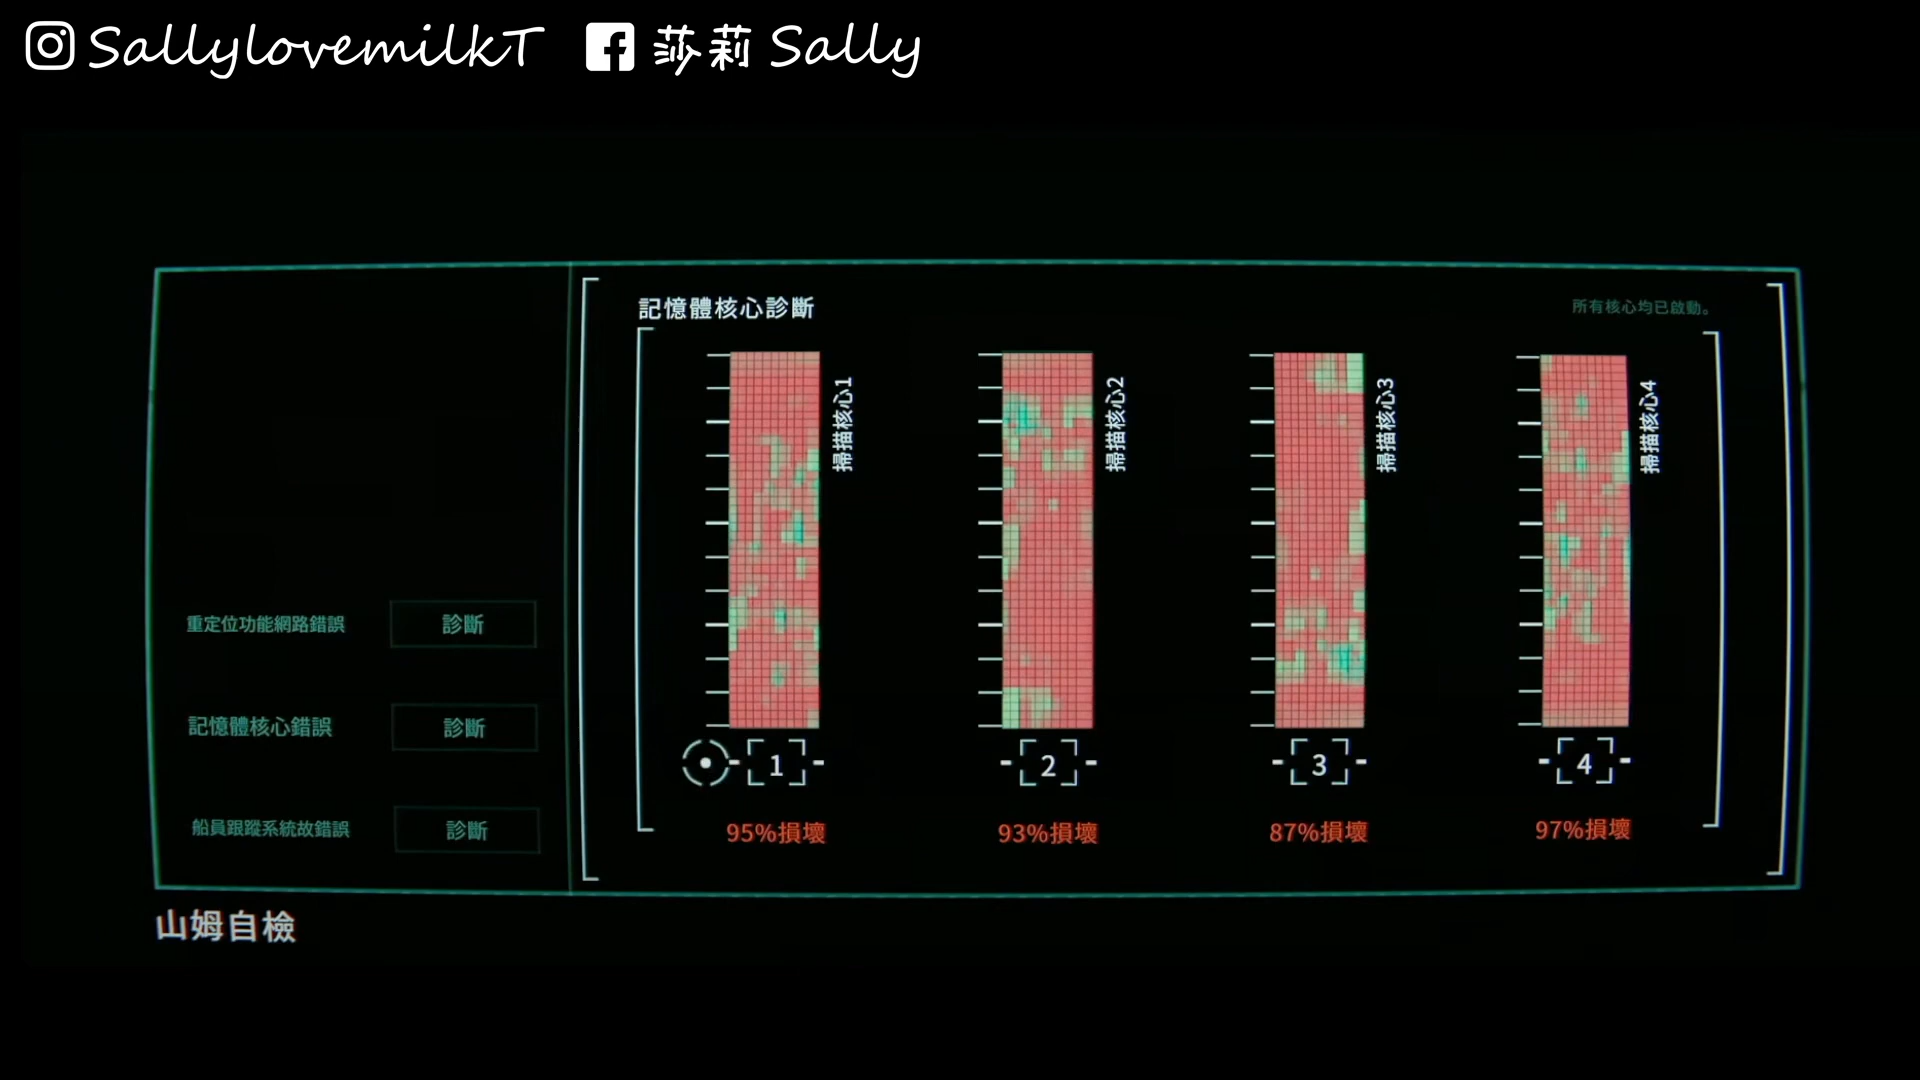 SallylovemilkT 莎莉 Sally
記憶體核心診斷
所有核心均已啟動。
掃描核心1
掃描核心2
掃描核心3
掃描核心4
重定位功能網路錯誤 診斷
記憶體核心錯誤 診斷
船員跟蹤系統故錯誤 診斷
1 2 3 4
95%損壞 93%損壞 87%損壞 97%損壞
山姆自檢